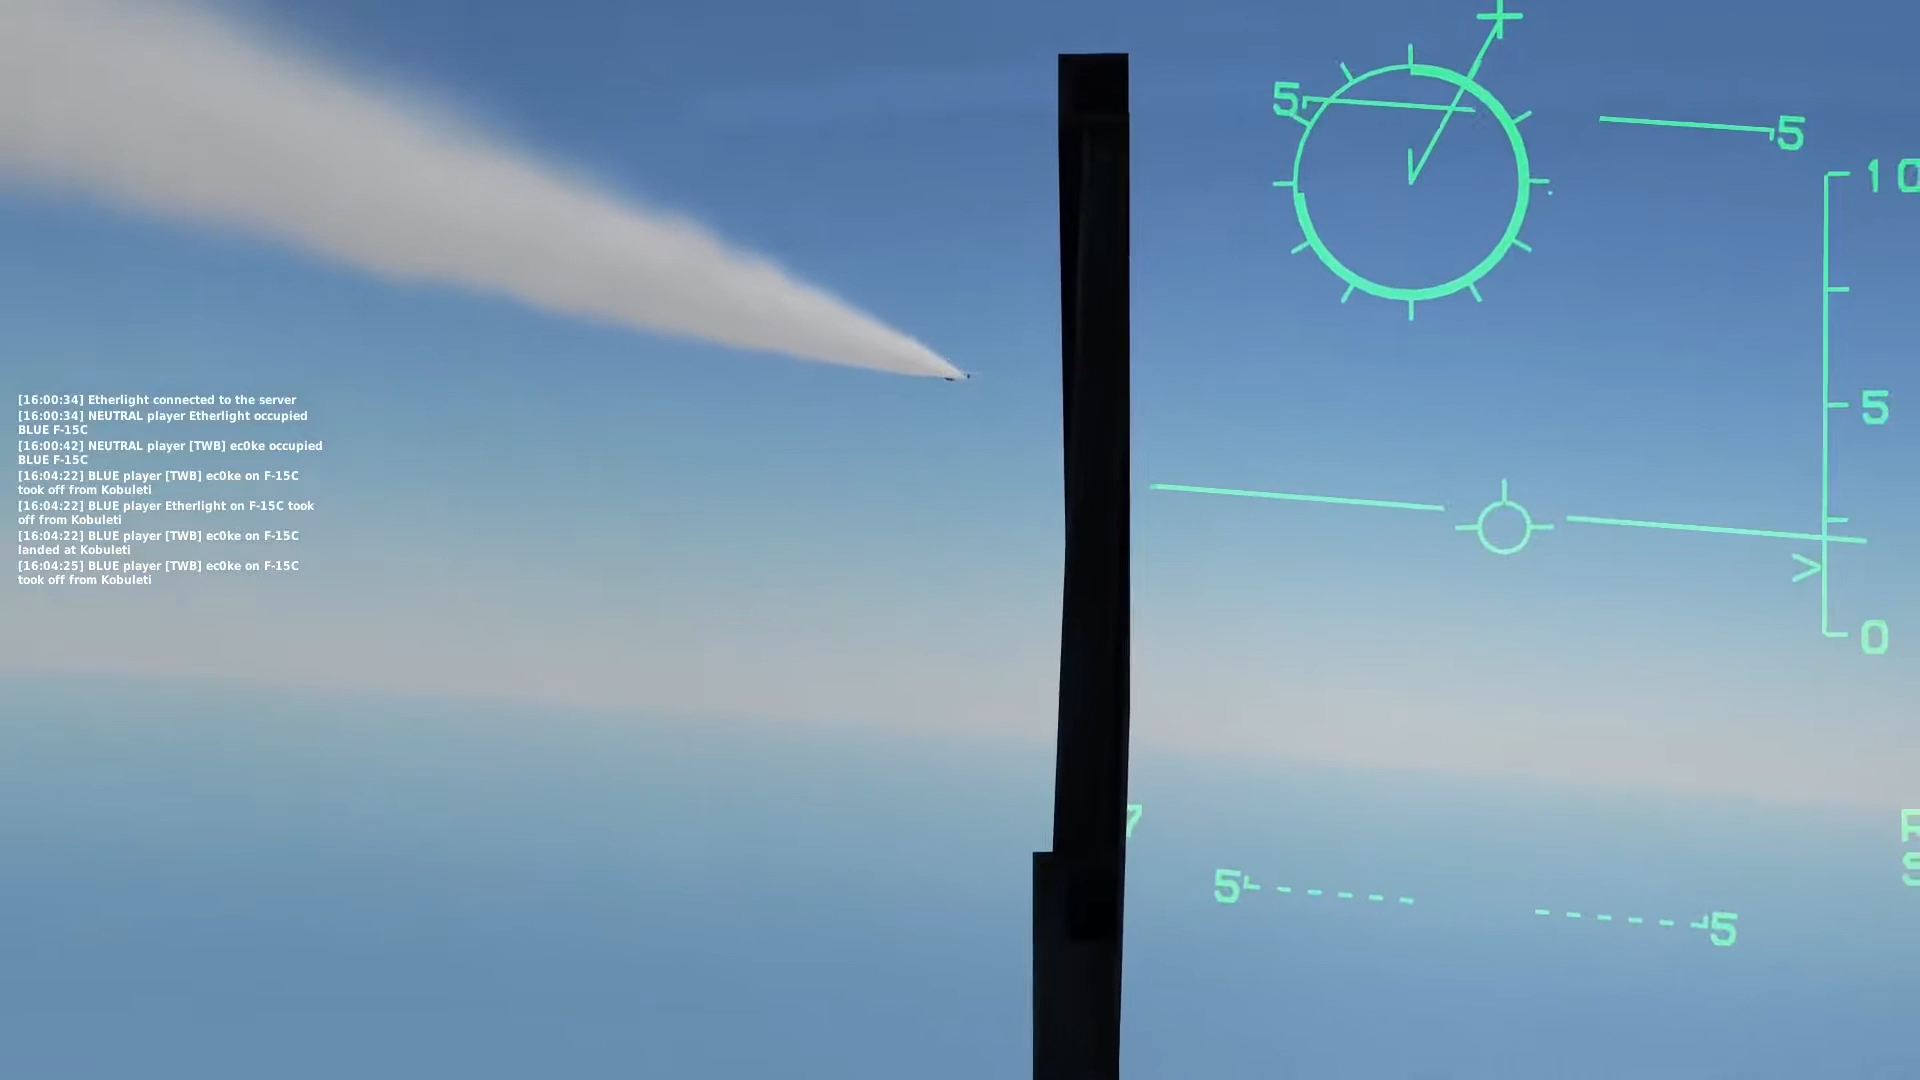 [16:00:34] Etherlight connected to the server
[16:00:34] NEUTRAL player Etherlight occupied
BLUE F-15C
[16:00:42] NEUTRAL player [TWB] ec0ke occupied
BLUE F-15C
[16:04:22] BLUE player [TWB] ec0ke on F-15C
took off from Kobuleti
[16:04:22] BLUE player Etherlight on F-15C took
off from Kobuleti
[16:04:22] BLUE player [TWB] ec0ke on F-15C
landed at Kobuleti
[16:04:25] BLUE player [TWB] ec0ke on F-15C
took off from Kobuleti
5 5
10
5
0
7
5 5